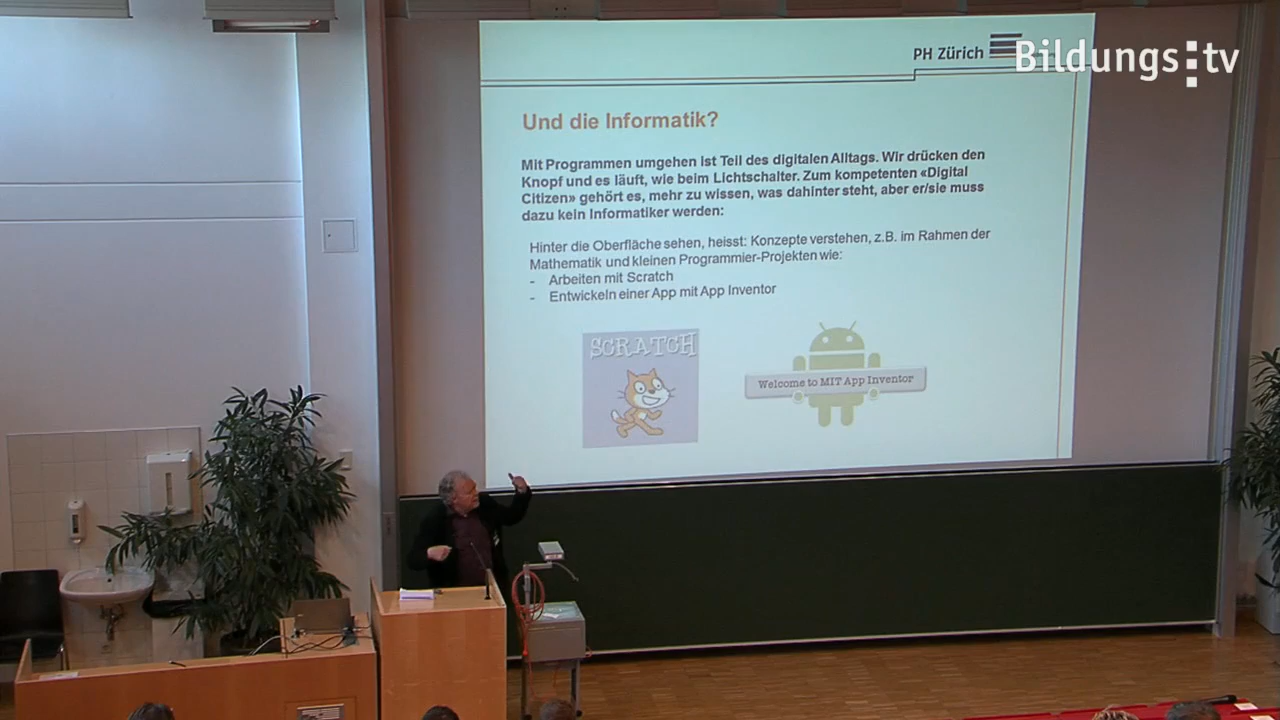 PH Zürich
Bildungs:tv
Und die Informatik?
Mit Programmen umgehen ist Teil des digitalen Alltags. Wir drücken den
Knopf und es läuft, wie beim Lichtschalter. Zum kompetenten «Digital
Citizen» gehört es, mehr zu wissen, was dahinter steht, aber er/sie muss
dazu kein Informatiker werden:
Hinter die Oberfläche sehen, heisst: Konzepte verstehen, z.B. im Rahmen der
Mathematik und kleinen Programmier-Projekten wie:
- Arbeiten mit Scratch
- Entwickeln einer App mit App Inventor
SCRATCH
Welcome to MIT App Inventor